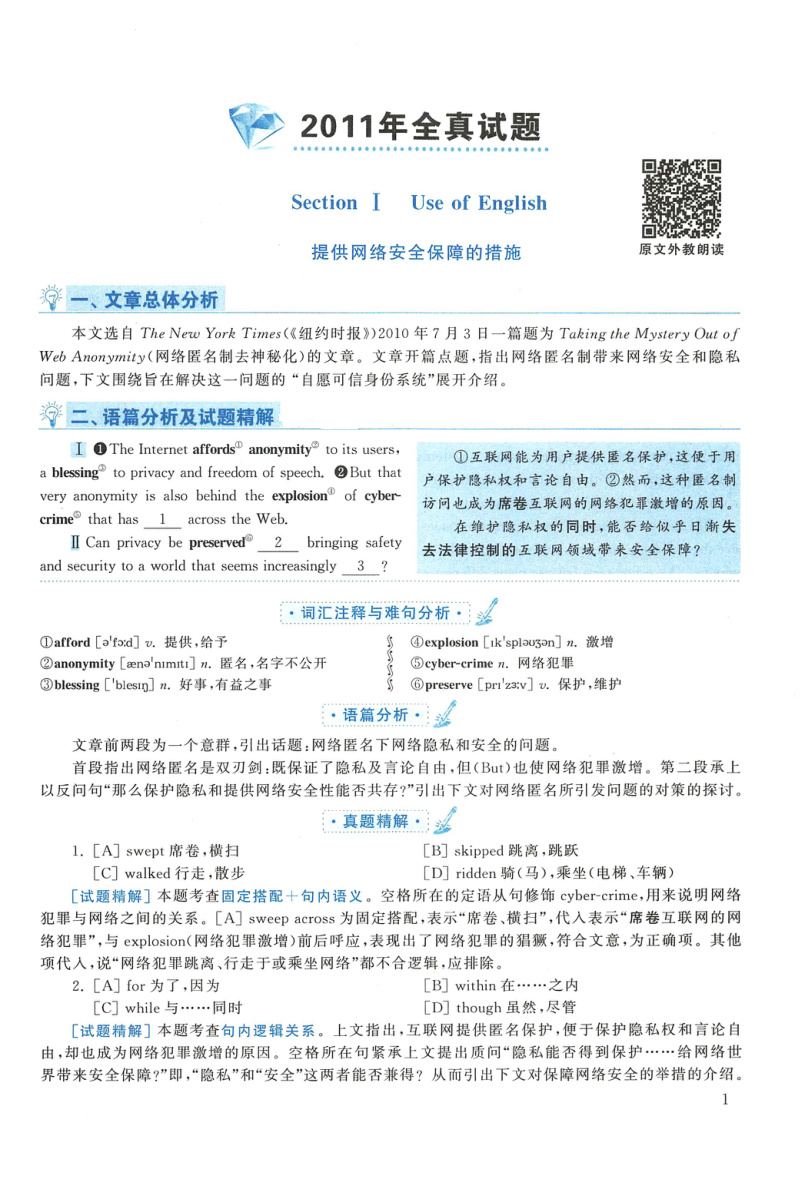 2011年全真试题
Section Ⅰ Use of English
原文外教朗读
提供网络安全保障的措施
一、文章总体分析
本文选自 The New York Times(《纽约时报》)2010 年 7 月 3 日一篇题为 Taking the Mystery Out of
Web Anonymity(网络匿名制去神秘化)的文章。文章开篇点题,指出网络匿名制带来网络安全和隐私
问题,下文围绕旨在解决这一问题的“自愿可信身份系统”展开介绍。
二、语篇分析及试题精解
Ⅰ ❶The Internet affords① anonymity② to its users,
a blessing③ to privacy and freedom of speech. ❷But that
very anonymity is also behind the explosion④ of cyber-
crime⑤ that has 1 across the Web.
Ⅱ Can privacy be preserved⑥ 2 bringing safety
and security to a world that seems increasingly 3 ?
①互联网能为用户提供匿名保护,这便于用
户保护隐私权和言论自由。②然而,这种匿名制
访问也成为席卷互联网的网络犯罪激增的原因。
在维护隐私权的同时,能否给似乎日渐失
去法律控制的互联网领域带来安全保障?
·词汇注释与难句分析·
①afford [əˈfɔːd] v. 提供,给予
②anonymity [ænəˈnɪmɪtɪ] n. 匿名,名字不公开
③blessing [ˈblesɪŋ] n. 好事,有益之事
④explosion [ɪkˈspləʊʒən] n. 激增
⑤cyber-crime n. 网络犯罪
⑥preserve [prɪˈzɜːv] v. 保护,维护
·语篇分析·
文章前两段为一个意群,引出话题:网络匿名下网络隐私和安全的问题。
首段指出网络匿名是双刃剑:既保证了隐私及言论自由,但(But)也使网络犯罪激增。第二段承上
以反问句“那么保护隐私和提供网络安全性能否共存?”引出下文对网络匿名所引发问题的对策的探讨。
·真题精解·
1. [A] swept 席卷,横扫 [B] skipped 跳离,跳跃
[C] walked 行走,散步 [D] ridden 骑(马),乘坐(电梯、车辆)
[试题精解] 本题考查固定搭配+句内语义。空格所在的定语从句修饰 cyber-crime,用来说明网络
犯罪与网络之间的关系。[A] sweep across 为固定搭配,表示“席卷、横扫”,代入表示“席卷互联网的网
络犯罪”,与 explosion(网络犯罪激增)前后呼应,表现出了网络犯罪的猖獗,符合文意,为正确项。其他
项代入,说“网络犯罪跳离、行走于或乘坐网络”都不合逻辑,应排除。
2. [A] for 为了,因为 [B] within 在……之内
[C] while 与……同时 [D] though 虽然,尽管
[试题精解] 本题考查句内逻辑关系。上文指出,互联网提供匿名保护,便于保护隐私权和言论自
由,却也成为网络犯罪激增的原因。空格所在句紧承上文提出质问“隐私能否得到保护……给网络世
界带来安全保障?”即,“隐私”和“安全”这两者能否兼得? 从而引出下文对保障网络安全的举措的介绍。
1